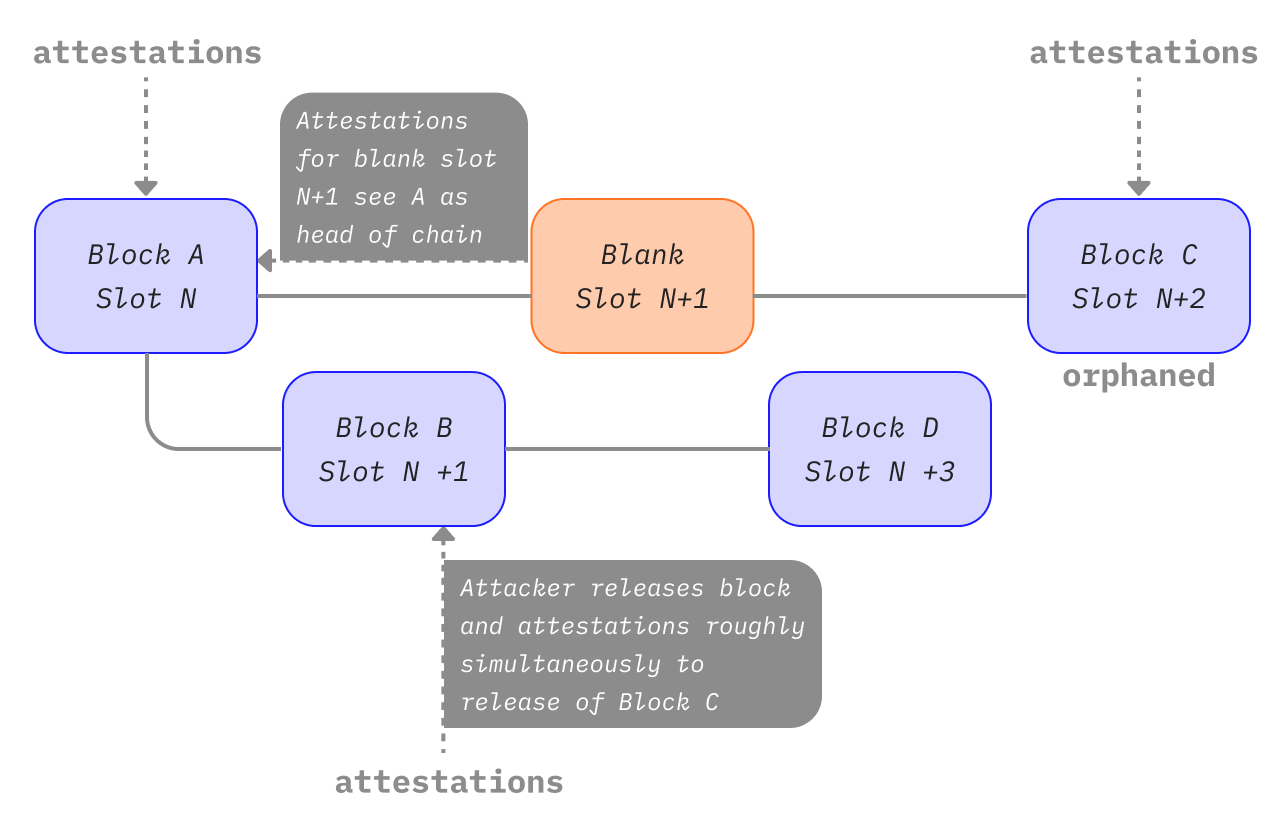 attestations
attestations
Attestations
for blank slot
N+1 see A as
head of chain
Block A
Slot N
Blank
Slot N+1
Block C
Slot N+2
orphaned
Block B
Slot N +1
Block D
Slot N +3
Attacker releases block
and attestations roughly
simultaneously to
release of Block C
attestations